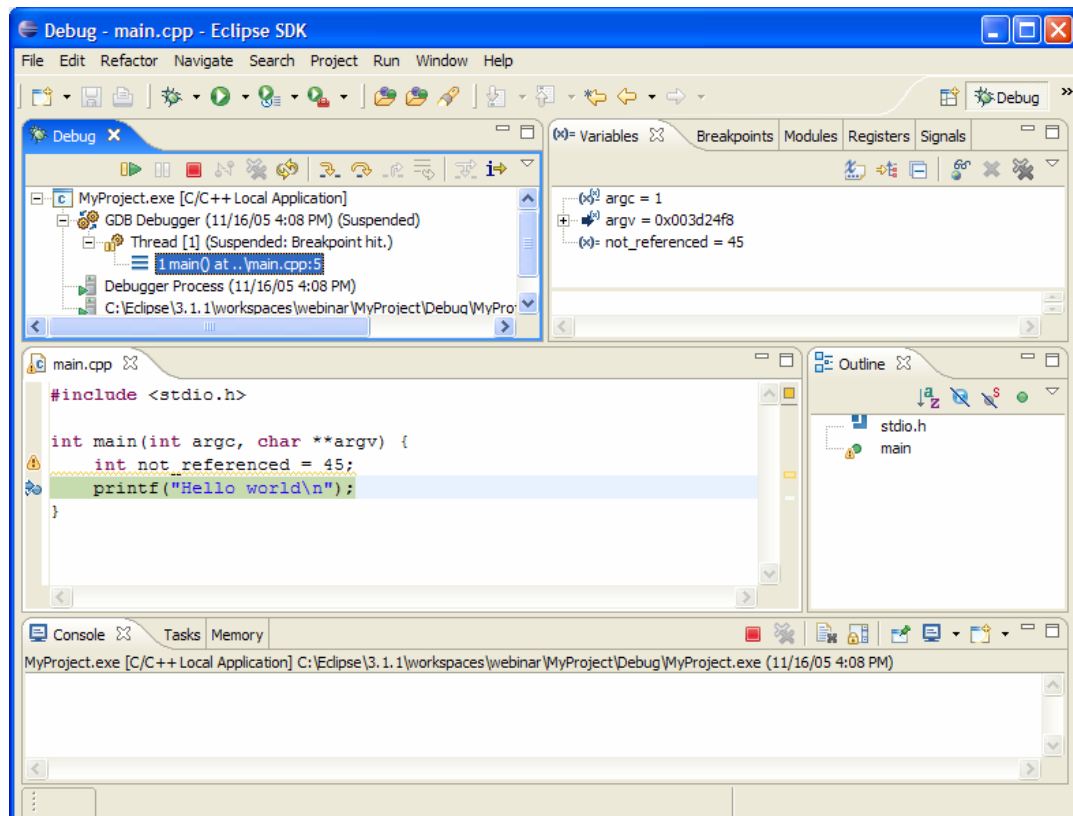 Debug - main.cpp - Eclipse SDK
File Edit Refactor Navigate Search Project Run Window Help
Debug »
Debug
(x)= Variables Breakpoints Modules Registers Signals
MyProject.exe [C/C++ Local Application]
GDB Debugger (11/16/05 4:08 PM) (Suspended)
Thread [1] (Suspended: Breakpoint hit.)
1 main() at ..\main.cpp:5
Debugger Process (11/16/05 4:08 PM)
C:\Eclipse\3.1.1\workspaces\webinar\MyProject\Debug\MyPro
argc = 1
argv = 0x003d24f8
(x)= not_referenced = 45
main.cpp
#include <stdio.h>
int main(int argc, char **argv) {
int not_referenced = 45;
printf("Hello world\n");
}
Outline
stdio.h
main
Console Tasks Memory
MyProject.exe [C/C++ Local Application] C:\Eclipse\3.1.1\workspaces\webinar\MyProject\Debug\MyProject.exe (11/16/05 4:08 PM)